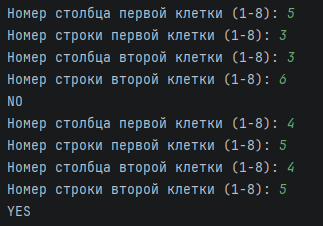 Номер столбца первой клетки (1-8): 5
Номер строки первой клетки (1-8): 3
Номер столбца второй клетки (1-8): 3
Номер строки второй клетки (1-8): 6
NO
Номер столбца первой клетки (1-8): 4
Номер строки первой клетки (1-8): 5
Номер столбца второй клетки (1-8): 4
Номер строки второй клетки (1-8): 5
YES